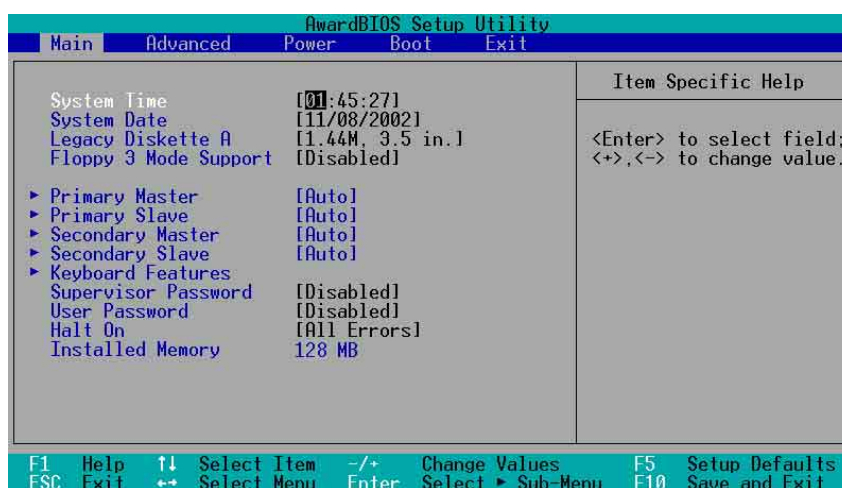 AwardBIOS Setup Utility
Main Advanced Power Boot Exit
Item Specific Help
System Time [01:45:27]
System Date [11/08/2002]
Legacy Diskette A [1.44M, 3.5 in.]
Floppy 3 Mode Support [Disabled]
<Enter> to select field;
<+>,<-> to change value.
► Primary Master [Auto]
► Primary Slave [Auto]
► Secondary Master [Auto]
► Secondary Slave [Auto]
► Keyboard Features
Supervisor Password [Disabled]
User Password [Disabled]
Halt On [All Errors]
Installed Memory 128 MB
F1 Help ↑↓ Select Item -/+ Change Values F5 Setup Defaults
ESC Exit ←→ Select Menu Enter Select ► Sub-Menu F10 Save and Exit